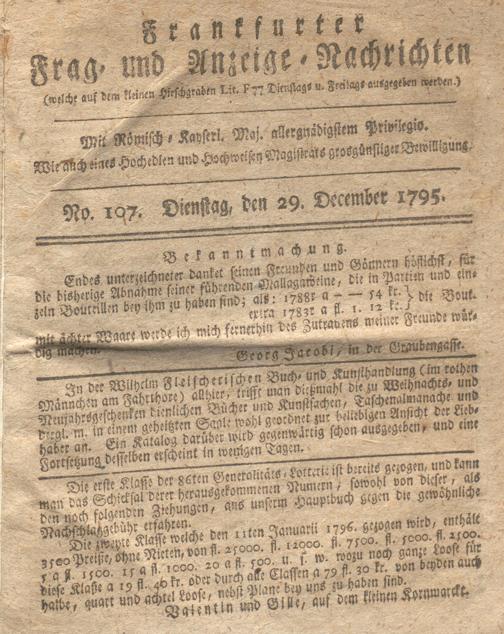 Frankfurter
Frag- und Anzeige-Nachrichten
(welche auf dem kleinen Hirschgraben Lit. F 77 Dienstags u. Freitags ausgegeben werden.)
Mit Römisch-Kayserl. Maj. allergnädigstem Privilegio.
Wie auch eines Hochedlen und Hochweisen Magistrats grosgünstiger Bewilligung.
No. 107. Dienstag, den 29. December 1795.
Bekanntmachung.
Endes unterzeichneter danket seinen Freunden und Gönnern höflichst, für
die bisherige Abnahme seiner führenden Mallagaweine, die in Partien und ein-
zeln Bouteillen bey ihm zu haben sind; als: 1788r a — — 54 kr. } die Bout.
extra 1783r a fl. 1. 12 kr. }
mit ächter Waare werde ich mich fernerhin des Zutrauens meiner Freunde wür-
dig machen.
Georg Jacobi, in der Graubengasse.
In der Wilhelm Fleischerischen Buch- und Kunsthandlung (im rothen
Männchen am Fahrthore) allhier, trifft man diesmahl die zu Weihnachts- und
Neujahrsgeschenken dienlichen Bücher und Kunstsachen, Taschenalmanache und
dergl. m. in einem geheitzten Saale wohl geordnet zur beliebigen Ansicht der Lieb-
haber an. Ein Katalog darüber wird gegenwärtig schon ausgegeben, und eine
Fortsetzung desselben erscheint in wenigen Tagen.
Die erste Klasse der 86ten Generalitäts-Lotterie ist bereits gezogen, und kann
man das Schicksal derer herausgekommenen Numern, sowohl von dieser, als
den noch folgenden Ziehungen, aus unserm Hauptbuch gegen die gewöhnliche
Nachschlaggebühr erfahren.
Die zweyte Klasse welche den 11ten Januarii 1796. gezogen wird, enthält
3500 Preiße, ohne Nieten, von fl. 25000. fl. 12000. fl. 7500. fl. 5000. fl. 2500.
5 a fl. 1500. 15 a fl. 1000. 20 a fl. 500. u. s. w. wozu noch ganze Loose für
diese Klaße a 19 fl. 46 kr. oder durch alle Classen a 79 fl. 30 kr. von beyden auch
halbe, quart und achtel Loose, nebst Plane bey uns zu haben sind.
Valentin und Gille, auf dem kleinen Kornmarckt.